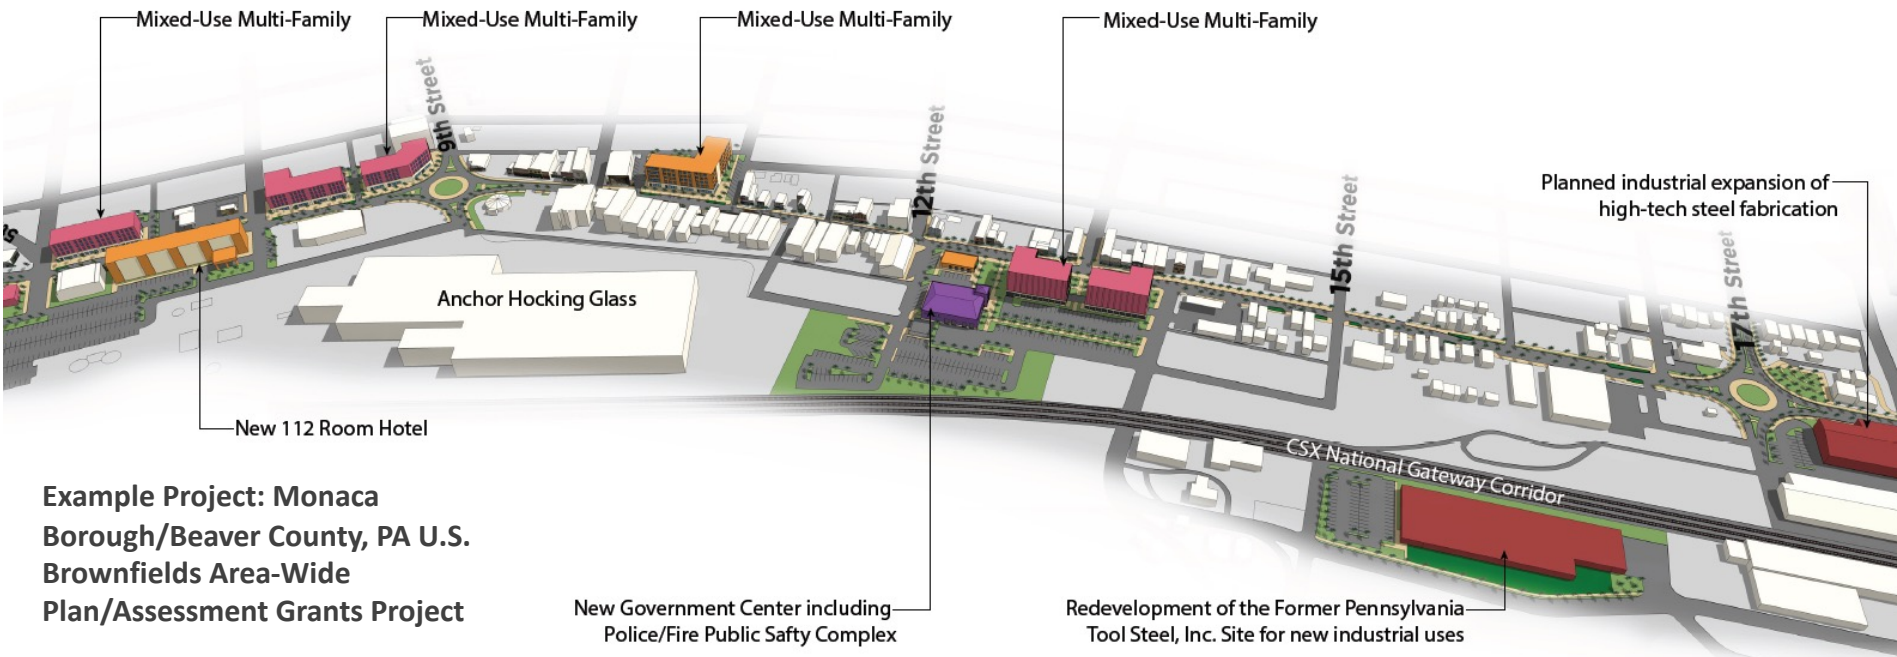 Mixed-Use Multi-Family
Mixed-Use Multi-Family
Mixed-Use Multi-Family
Mixed-Use Multi-Family
9th Street
12th Street
15th Street
17th Street
Planned industrial expansion of
high-tech steel fabrication
Anchor Hocking Glass
New 112 Room Hotel
CSX National Gateway Corridor
Example Project: Monaca
Borough/Beaver County, PA U.S.
Brownfields Area-Wide
Plan/Assessment Grants Project
New Government Center including
Police/Fire Public Safty Complex
Redevelopment of the Former Pennsylvania
Tool Steel, Inc. Site for new industrial uses